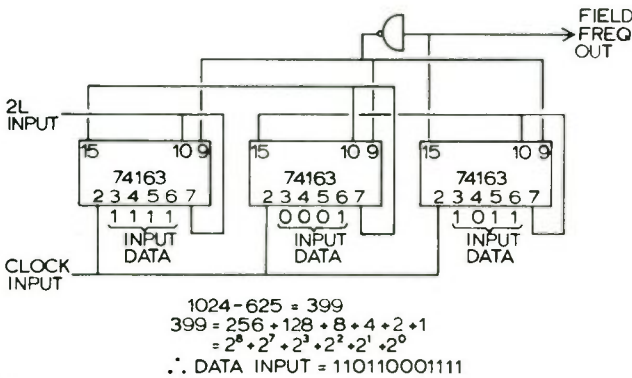 FIELD
FREQ
OUT
2L
INPUT
15 10 9
74163
2 3 4 5 6 7
1 1 1 1
INPUT
DATA
15 10 9
74163
2 3 4 5 6 7
0 0 0 1
INPUT
DATA
15 10 9
74163
2 3 4 5 6 7
1 0 1 1
INPUT
DATA
CLOCK
INPUT
1024-625 = 399
399 = 256 + 128 + 8 + 4 + 2 + 1
= 2⁸ + 2⁷ + 2³ + 2² + 2¹ + 2⁰
∴ DATA INPUT = 110110001111